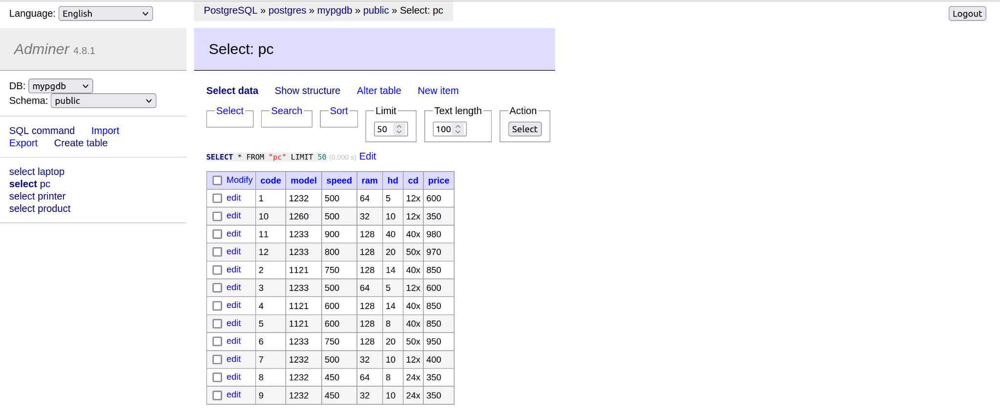 Language: English
PostgreSQL » postgres » mypgdb » public » Select: pc
Logout
Adminer 4.8.1
Select: pc
DB: mypgdb
Schema: public
SQL command Import
Export Create table
select laptop
select pc
select printer
select product
Select data Show structure Alter table New item
Select Search Sort Limit Text length Action
50 100 Select
SELECT * FROM "pc" LIMIT 50 (0.000 s) Edit
Modify code model speed ram hd cd price
edit 1 1232 500 64 5 12x 600
edit 10 1260 500 32 10 12x 350
edit 11 1233 900 128 40 40x 980
edit 12 1233 800 128 20 50x 970
edit 2 1121 750 128 14 40x 850
edit 3 1233 500 64 5 12x 600
edit 4 1121 600 128 14 40x 850
edit 5 1121 600 128 8 40x 850
edit 6 1233 750 128 20 50x 950
edit 7 1232 500 32 10 12x 400
edit 8 1232 450 64 8 24x 350
edit 9 1232 450 32 10 24x 350